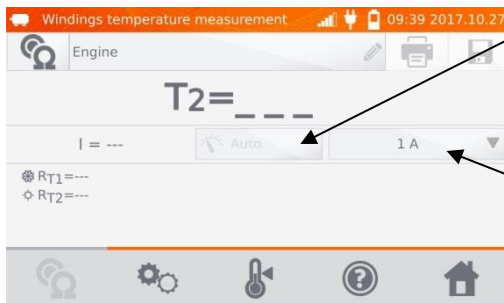 Windings temperature measurement 09:39 2017.10.27
Engine
T2=_ _ _
I = --- Auto 1 A
RT1=---
RT2=---